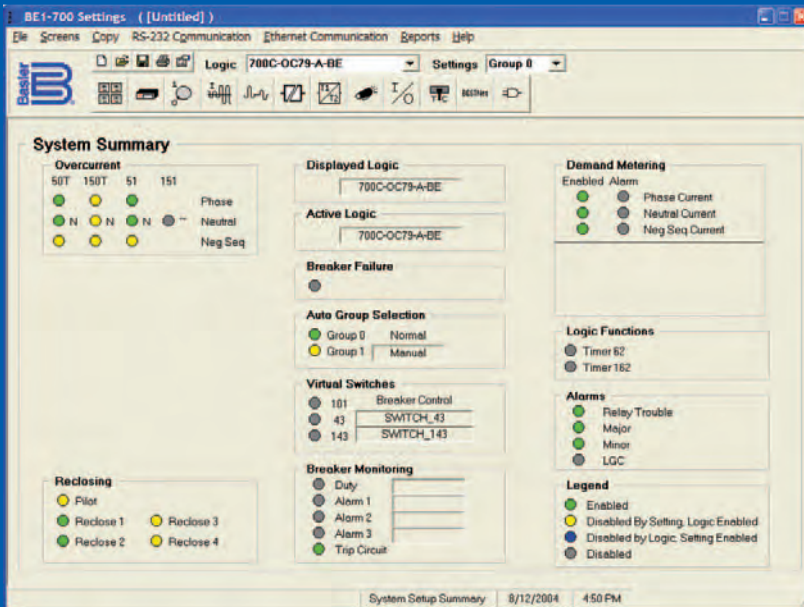 BE1-700 Settings ( [Untitled] )
File Screens Copy RS-232 Communication Ethernet Communication Reports Help
Basler
Logic 700C-OC79-A-BE Settings Group 0
I/O TTC BESTNet
System Summary
Overcurrent
50T 150T 51 151
Phase
N N N ~ Neutral
Neg Seq
Reclosing
Pilot
Reclose 1 Reclose 3
Reclose 2 Reclose 4
Displayed Logic
700C-OC79-A-BE
Active Logic
700C-OC79-A-BE
Breaker Failure
Auto Group Selection
Group 0 Normal
Group 1 Manual
Virtual Switches
101 Breaker Control
43 SWITCH_43
143 SWITCH_143
Breaker Monitoring
Duty
Alarm 1
Alarm 2
Alarm 3
Trip Circuit
Demand Metering
Enabled Alarm
Phase Current
Neutral Current
Neg Seq Current
Logic Functions
Timer 62
Timer 162
Alarms
Relay Trouble
Major
Minor
LGC
Legend
Enabled
Disabled By Setting, Logic Enabled
Disabled by Logic, Setting Enabled
Disabled
System Setup Summary 8/12/2004 4:50 PM